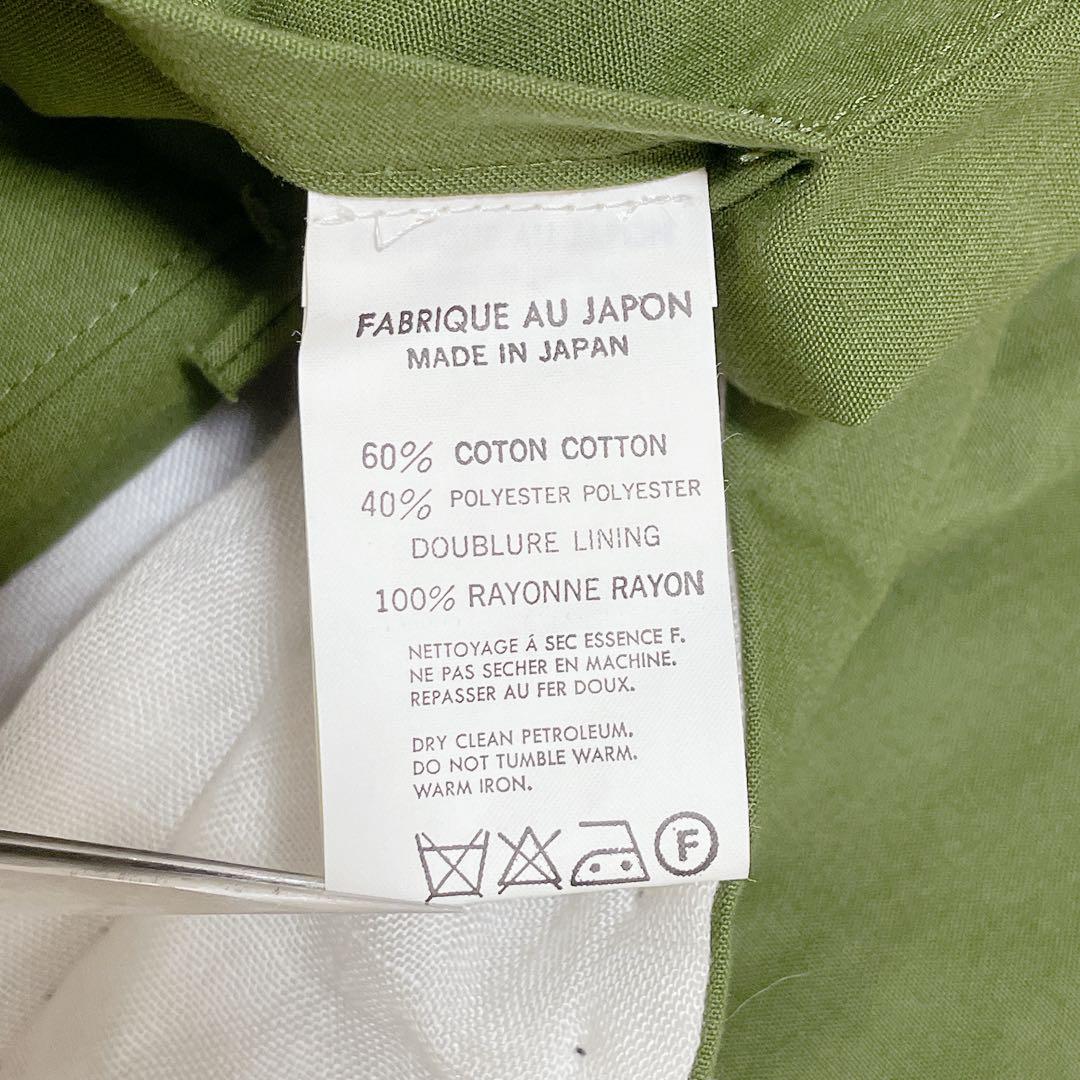 FABRIQUE AU JAPON
MADE IN JAPAN
60% COTON COTTON
40% POLYESTER POLYESTER
DOUBLURE LINING
100% RAYONNE RAYON
NETTOYAGE Á SEC ESSENCE F.
NE PAS SECHER EN MACHINE.
REPASSER AU FER DOUX.
DRY CLEAN PETROLEUM.
DO NOT TUMBLE WARM.
WARM IRON.
F